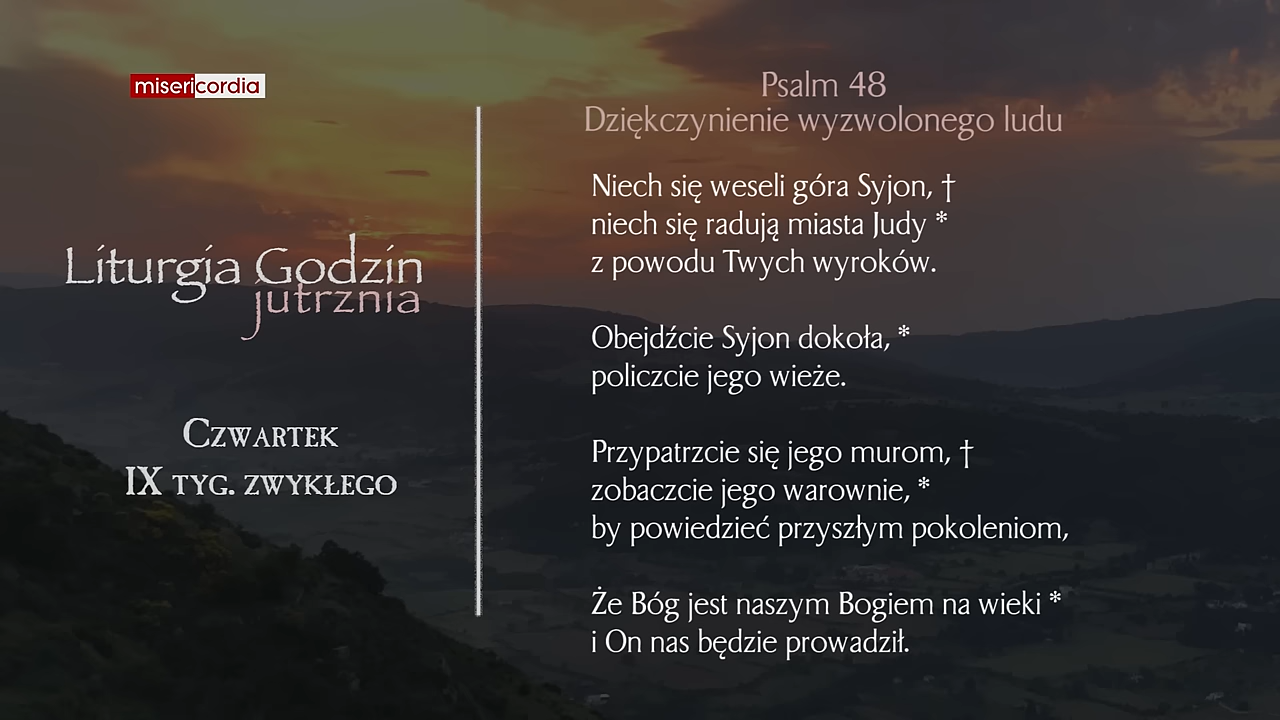 misericordia
Liturgia Godzin
jutrznia
Czwartek
IX tyg. zwykłego
Psalm 48
Dziękczynienie wyzwolonego ludu
Niech się weseli góra Syjon, †
niech się radują miasta Judy *
z powodu Twych wyroków.
Obejdźcie Syjon dokoła, *
policzcie jego wieże.
Przypatrzcie się jego murom, †
zobaczcie jego warownie, *
by powiedzieć przyszłym pokoleniom,
Że Bóg jest naszym Bogiem na wieki *
i On nas będzie prowadził.